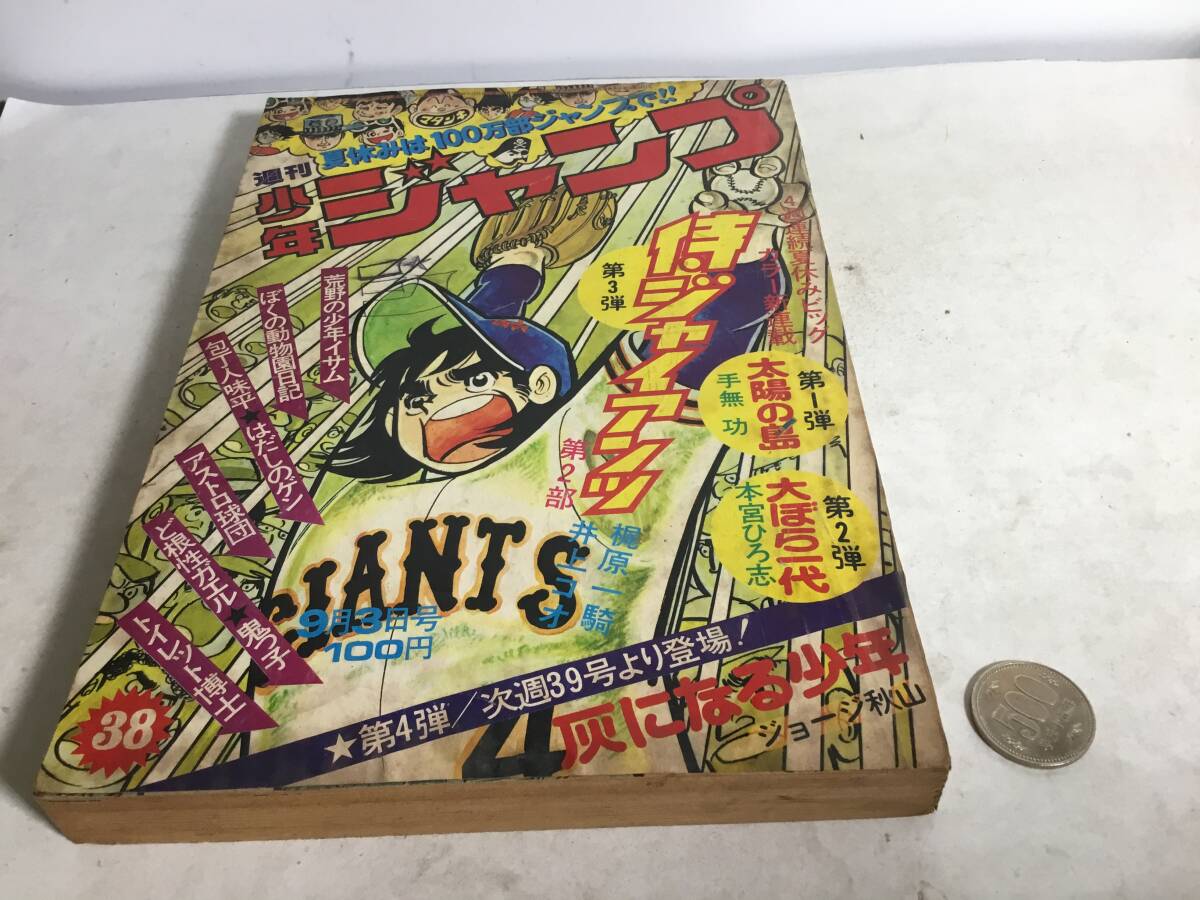 夏休みは100万部ジャンプで!!
マタンキ
週刊
少年
ジャンプ
4週連続夏休みビック
カラー新連載
第1弾
太陽の島
手無功
第2弾
大ぼら一代
本宮ひろ志
第3弾
侍ジャイアンツ
第2部
梶原一騎
井上コオ
荒野の少年イサム
ぼくの動物園日記
包丁人味平★はだしのゲン
アストロ球団
ど根性ガエル★鬼っ子
トイレット博士
GIANTS
9月3日号
100円
38
★第4弾/次週39号より登場!
灰になる少年
ジョージ秋山
4
500